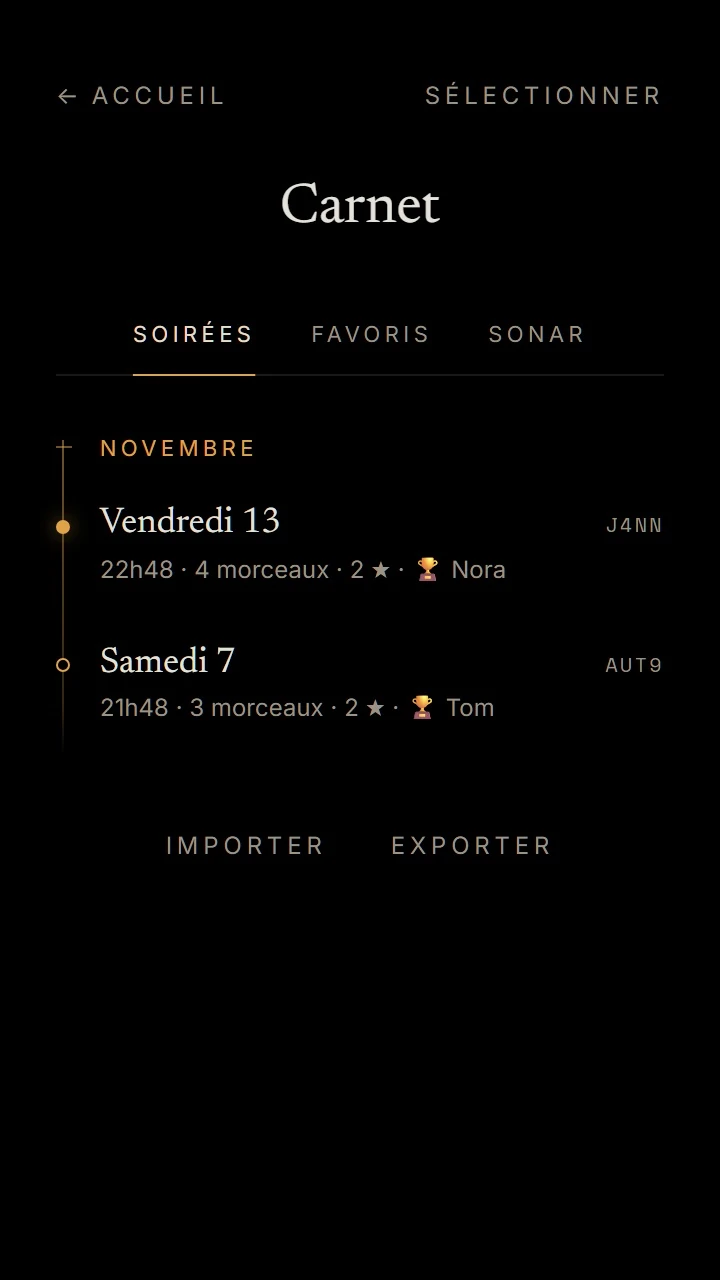 ← ACCUEIL SÉLECTIONNER
Carnet
SOIRÉES FAVORIS SONAR
NOVEMBRE
Vendredi 13 J4NN
22h48 · 4 morceaux · 2 ★ · 🏆 Nora
Samedi 7 AUT9
21h48 · 3 morceaux · 2 ★ · 🏆 Tom
IMPORTER EXPORTER